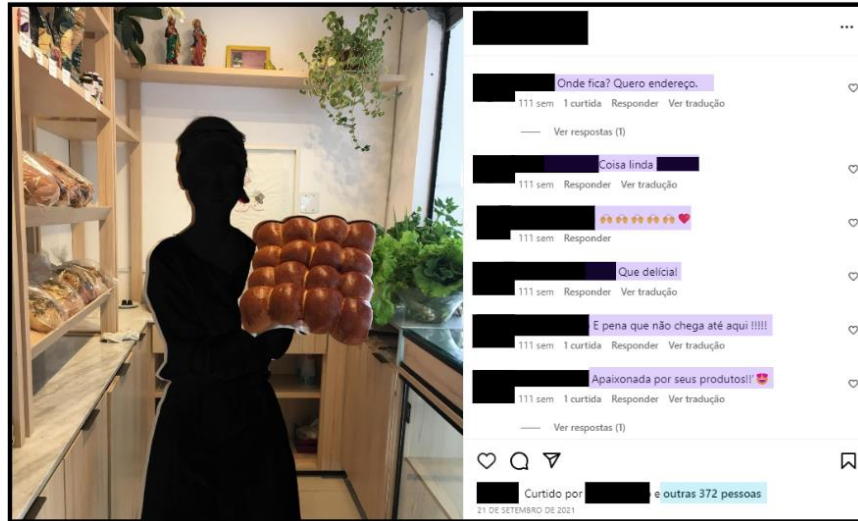 Onde fica? Quero endereço.
111 sem 1 curtida Responder Ver tradução
Ver respostas (1)
Coisa linda
111 sem Responder Ver tradução
111 sem Responder
Que delícia!
111 sem Responder Ver tradução
E pena que não chega até aqui !!!!!
111 sem 1 curtida Responder Ver tradução
Apaixonada por seus produtos!!'
111 sem 1 curtida Responder Ver tradução
Ver respostas (1)
Curtido por e outras 372 pessoas
21 DE SETEMBRO DE 2021